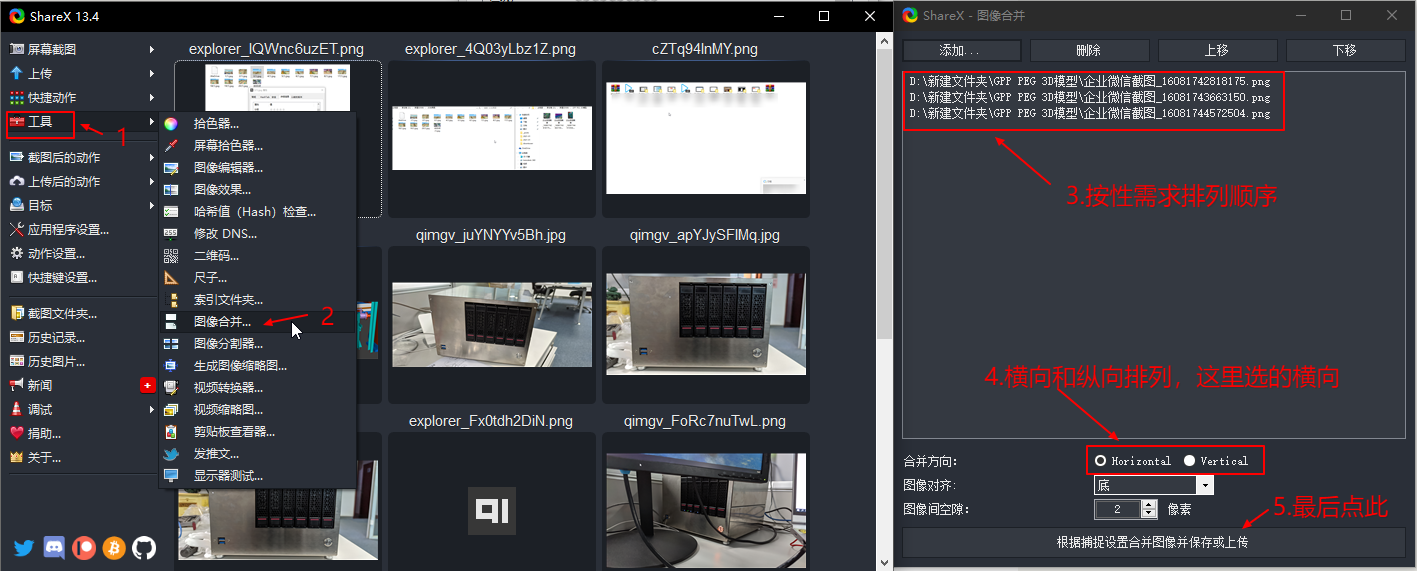 ShareX 13.4
屏幕截图
上传
快捷动作
工具
1
截图后的动作
上传后的动作
目标
应用程序设置...
动作设置...
快捷键设置...
截图文件夹...
历史记录...
历史图片...
新闻
+
调试
捐助...
关于...
拾色器...
屏幕拾色器...
图像编辑器...
图像效果...
哈希值（Hash）检查...
修改 DNS...
二维码...
尺子...
索引文件夹...
图像合并...
2
图像分割器...
生成图像缩略图...
视频转换器...
视频缩略图...
剪贴板查看器...
发推文...
显示器测试...
explorer_IQWnc6uzET.png
explorer_4Q03yLbz1Z.png
cZTq94lnMY.png
qimgv_juYNYYv5Bh.jpg
qimgv_apYJySFIMq.jpg
explorer_Fx0tdh2DiN.png
qimgv_FoRc7nuTwL.png
qi
ShareX - 图像合并
添加...
删除
上移
下移
D:\新建文件夹\GPP PEG 3D模型\企业微信截图_16081742818175.png
D:\新建文件夹\GPP PEG 3D模型\企业微信截图_16081743663150.png
D:\新建文件夹\GPP PEG 3D模型\企业微信截图_16081744572504.png
3.按性需求排列顺序
4.横向和纵向排列，这里选的横向
合并方向:
Horizontal
Vertical
图像对齐:
底
图像间空隙:
2
像素
5.最后点此
根据捕捉设置合并图像并保存或上传